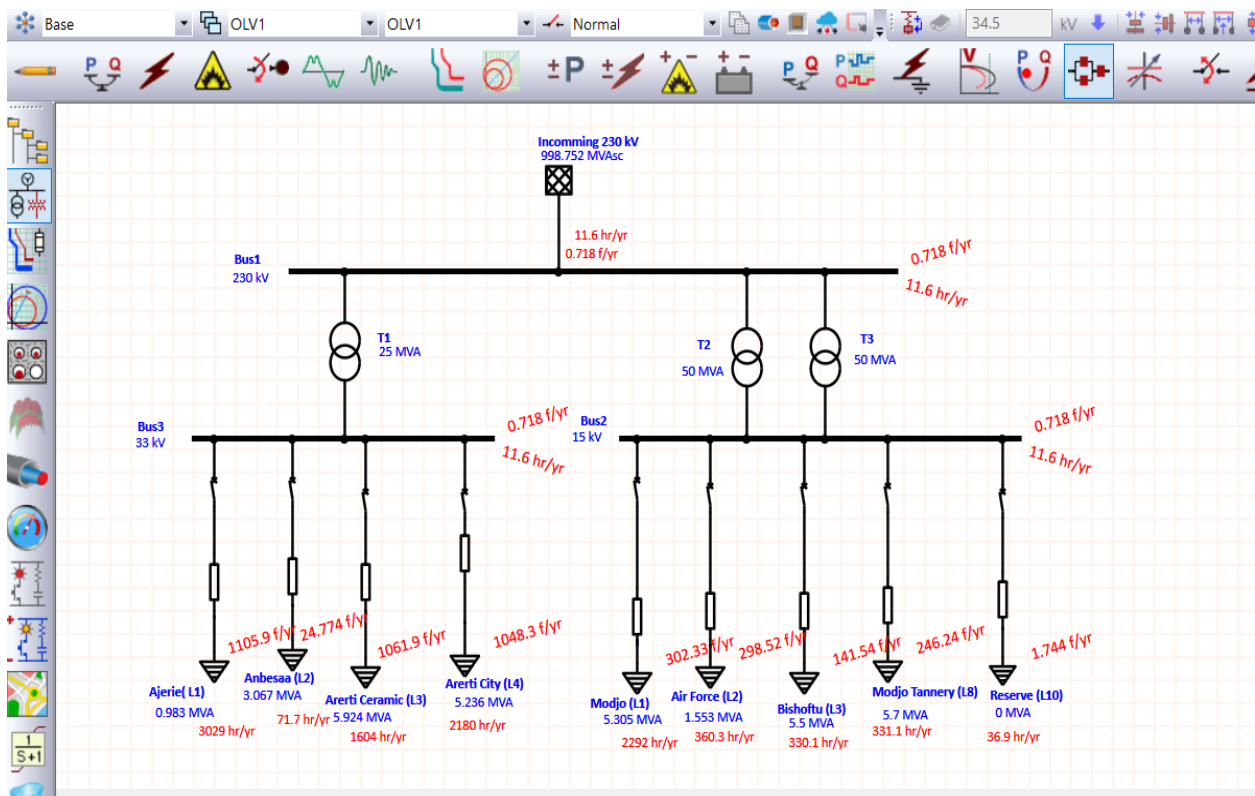 Base OLV1 OLV1 Normal 34.5 kV
P Q ±P P Q P Q V P Q
Incomming 230 kV
998.752 MVAsc
11.6 hr/yr
0.718 f/yr
Bus1
230 kV
0.718 f/yr
11.6 hr/yr
T1
25 MVA
T2
50 MVA
T3
50 MVA
Bus3
33 kV
0.718 f/yr
11.6 hr/yr
Bus2
15 kV
0.718 f/yr
11.6 hr/yr
1105.9 f/yr
24.774 f/yr
1061.9 f/yr
1048.3 f/yr
302.33 f/yr
298.52 f/yr
141.54 f/yr
246.24 f/yr
1.744 f/yr
Ajerie( L1)
0.983 MVA
3029 hr/yr
Anbesaa (L2)
3.067 MVA
71.7 hr/yr
Arerti Ceramic (L3)
5.924 MVA
1604 hr/yr
Arerti City (L4)
5.236 MVA
2180 hr/yr
Modjo (L1)
5.305 MVA
2292 hr/yr
Air Force (L2)
1.553 MVA
360.3 hr/yr
Bishoftu (L3)
5.5 MVA
330.1 hr/yr
Modjo Tannery (L8)
5.7 MVA
331.1 hr/yr
Reserve (L10)
0 MVA
36.9 hr/yr
1
S+1